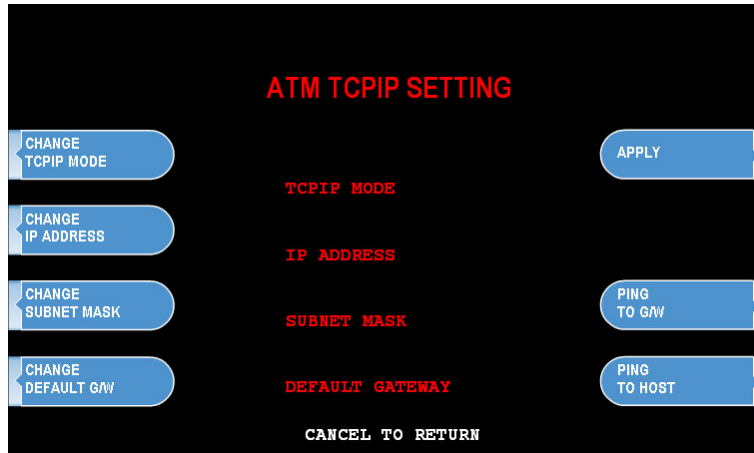 ATM TCPIP SETTING
CHANGE
TCPIP MODE
APPLY
TCPIP MODE
CHANGE
IP ADDRESS
IP ADDRESS
CHANGE
SUBNET MASK
PING
TO G/W
SUBNET MASK
CHANGE
DEFAULT G/W
PING
TO HOST
DEFAULT GATEWAY
CANCEL TO RETURN